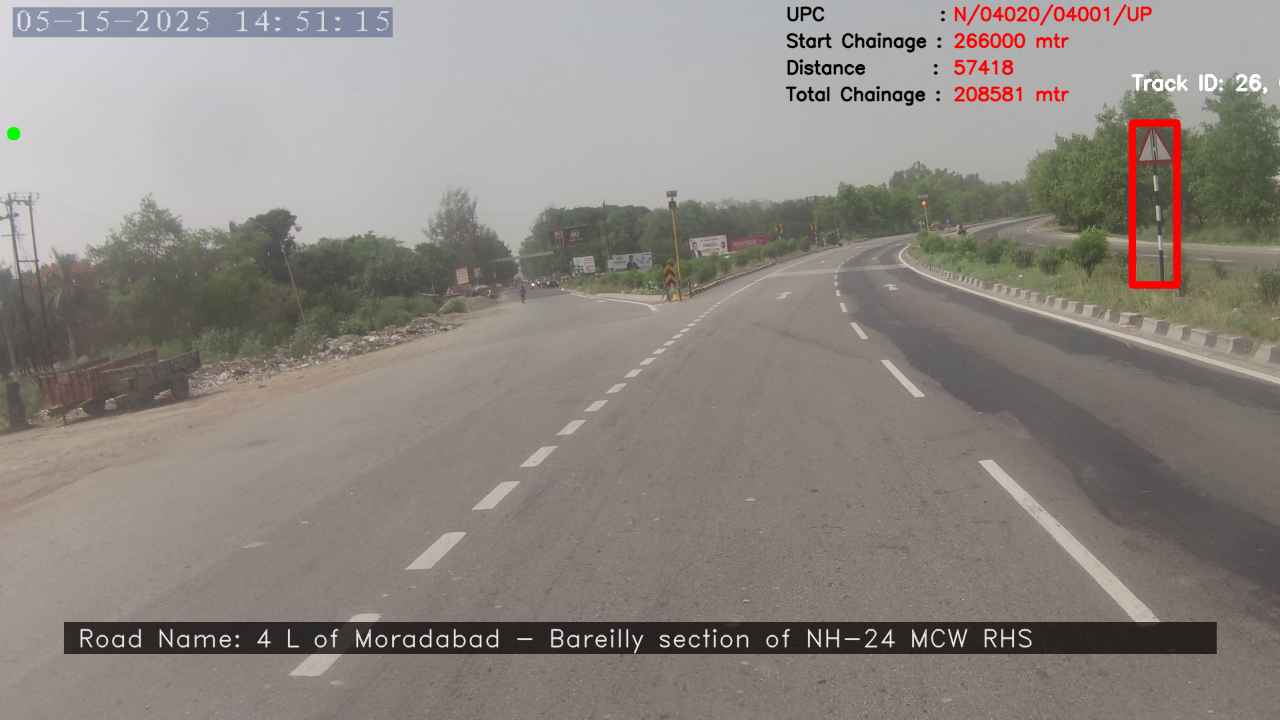 05-15-2025 14:51:15
UPC : N/04020/04001/UP
Start Chainage : 266000 mtr
Distance : 57418
Total Chainage : 208581 mtr
Track ID: 26,
Road Name: 4 L of Moradabad - Bareilly section of NH-24 MCW RHS